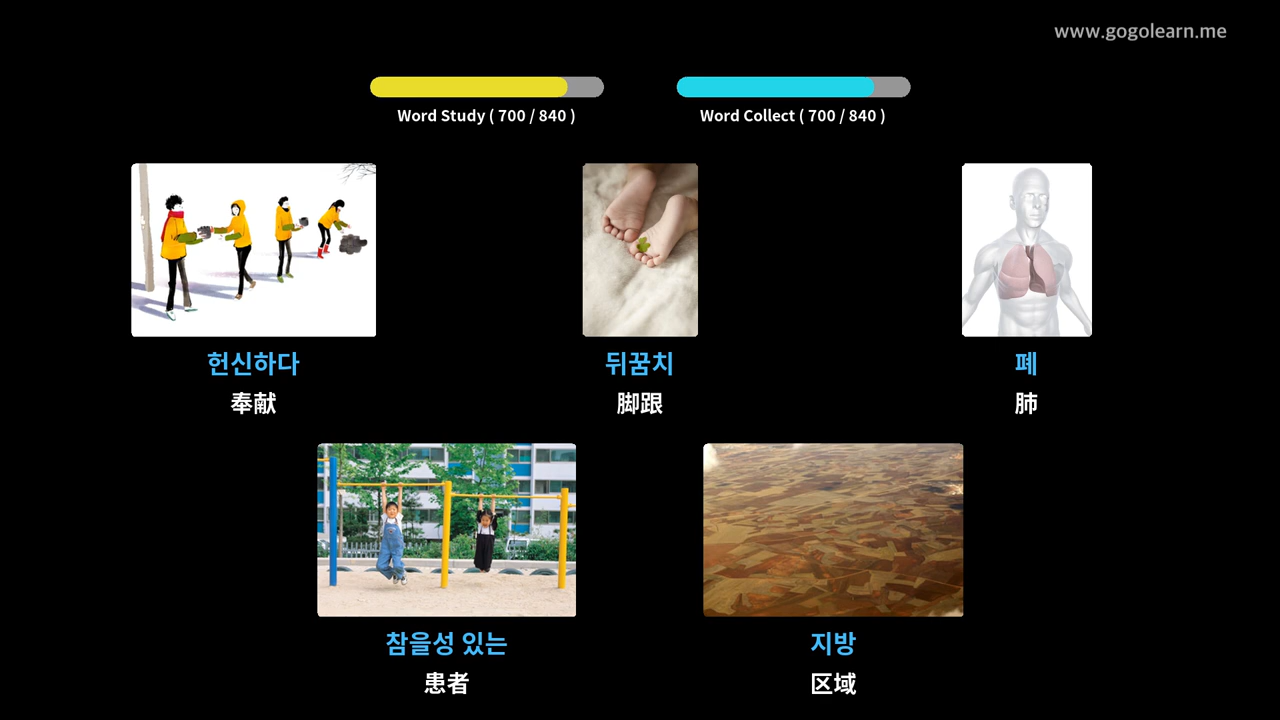 www.gogolearn.me
Word Study ( 700 / 840 )
Word Collect ( 700 / 840 )
헌신하다
奉献
뒤꿈치
脚跟
폐
肺
참을성 있는
患者
지방
区域